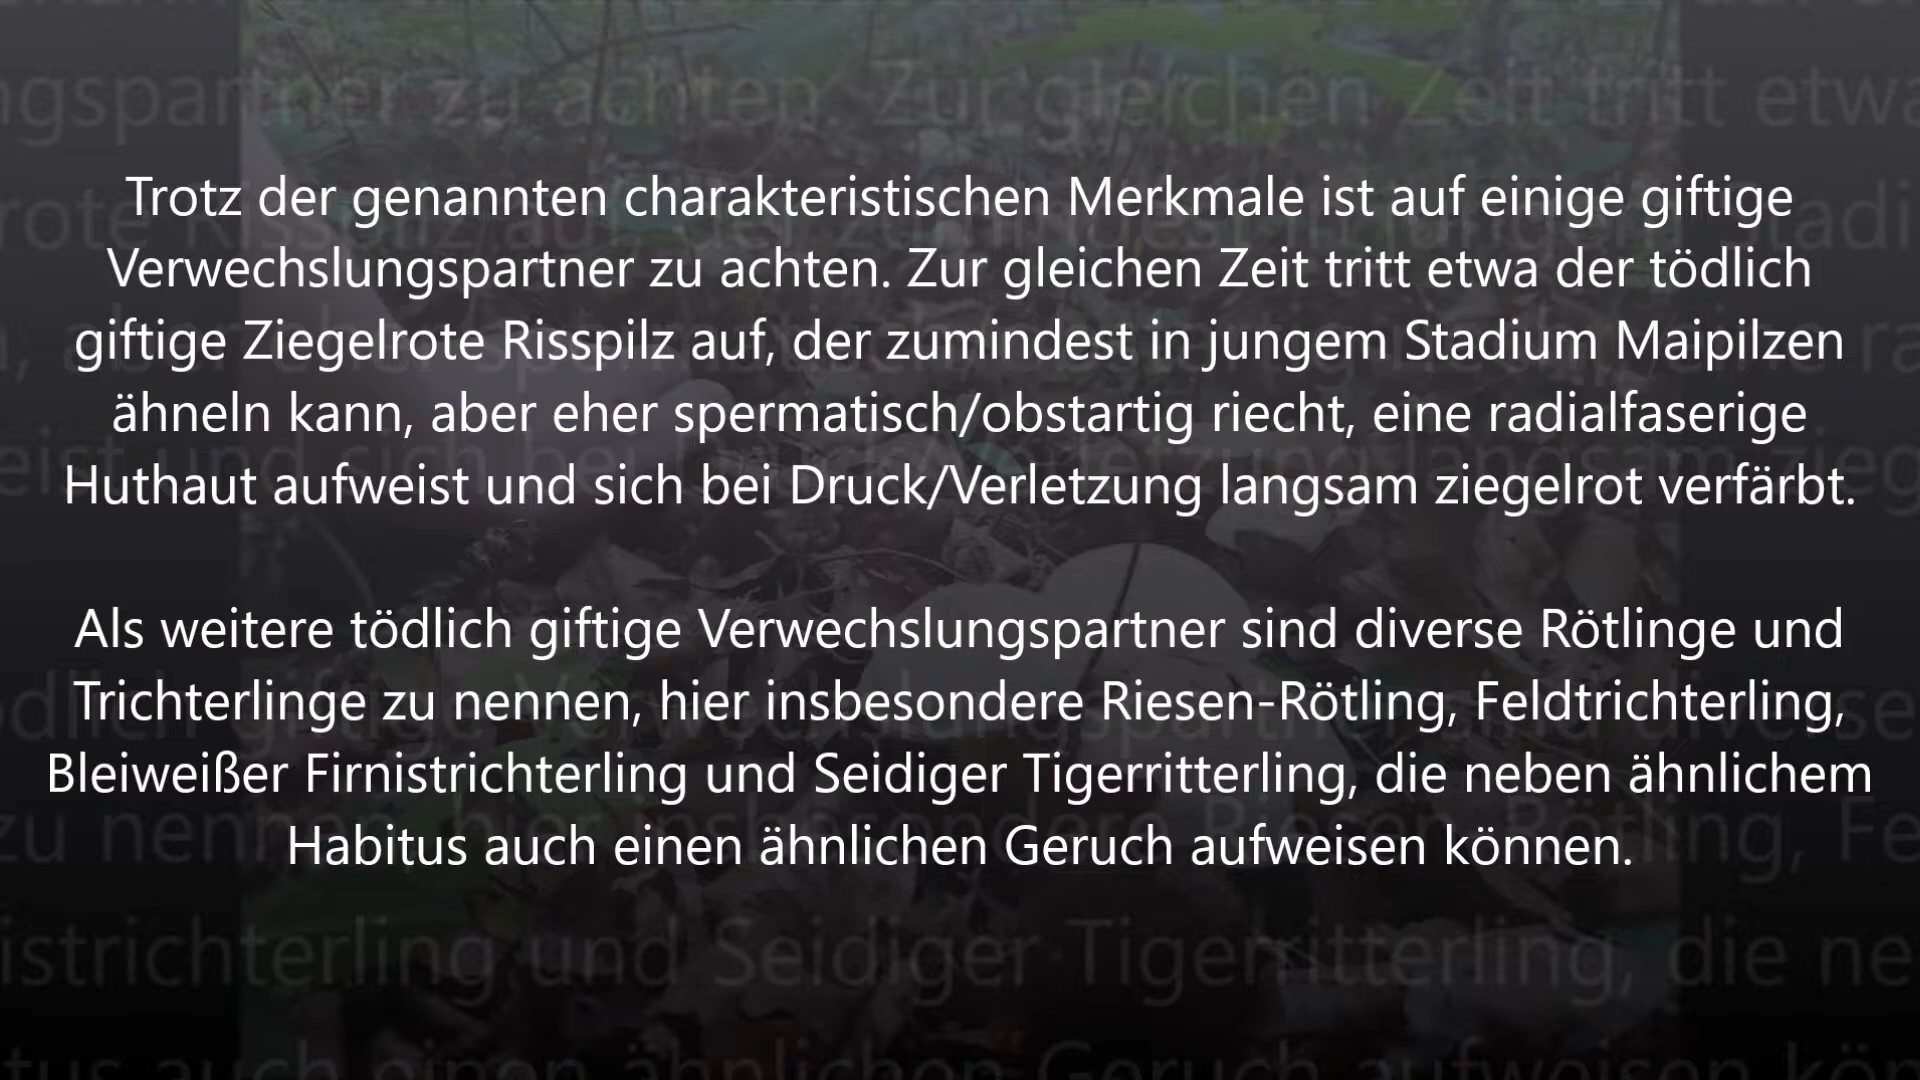 Trotz der genannten charakteristischen Merkmale ist auf einige giftige
Verwechslungspartner zu achten. Zur gleichen Zeit tritt etwa der tödlich
giftige Ziegelrote Risspilz auf, der zumindest in jungem Stadium Maipilzen
ähneln kann, aber eher spermatisch/obstartig riecht, eine radialfaserige
Huthaut aufweist und sich bei Druck/Verletzung langsam ziegelrot verfärbt.
Als weitere tödlich giftige Verwechslungspartner sind diverse Rötlinge und
Trichterlinge zu nennen, hier insbesondere Riesen-Rötling, Feldtrichterling,
Bleiweißer Firnistrichterling und Seidiger Tigerritterling, die neben ähnlichem
Habitus auch einen ähnlichen Geruch aufweisen können.